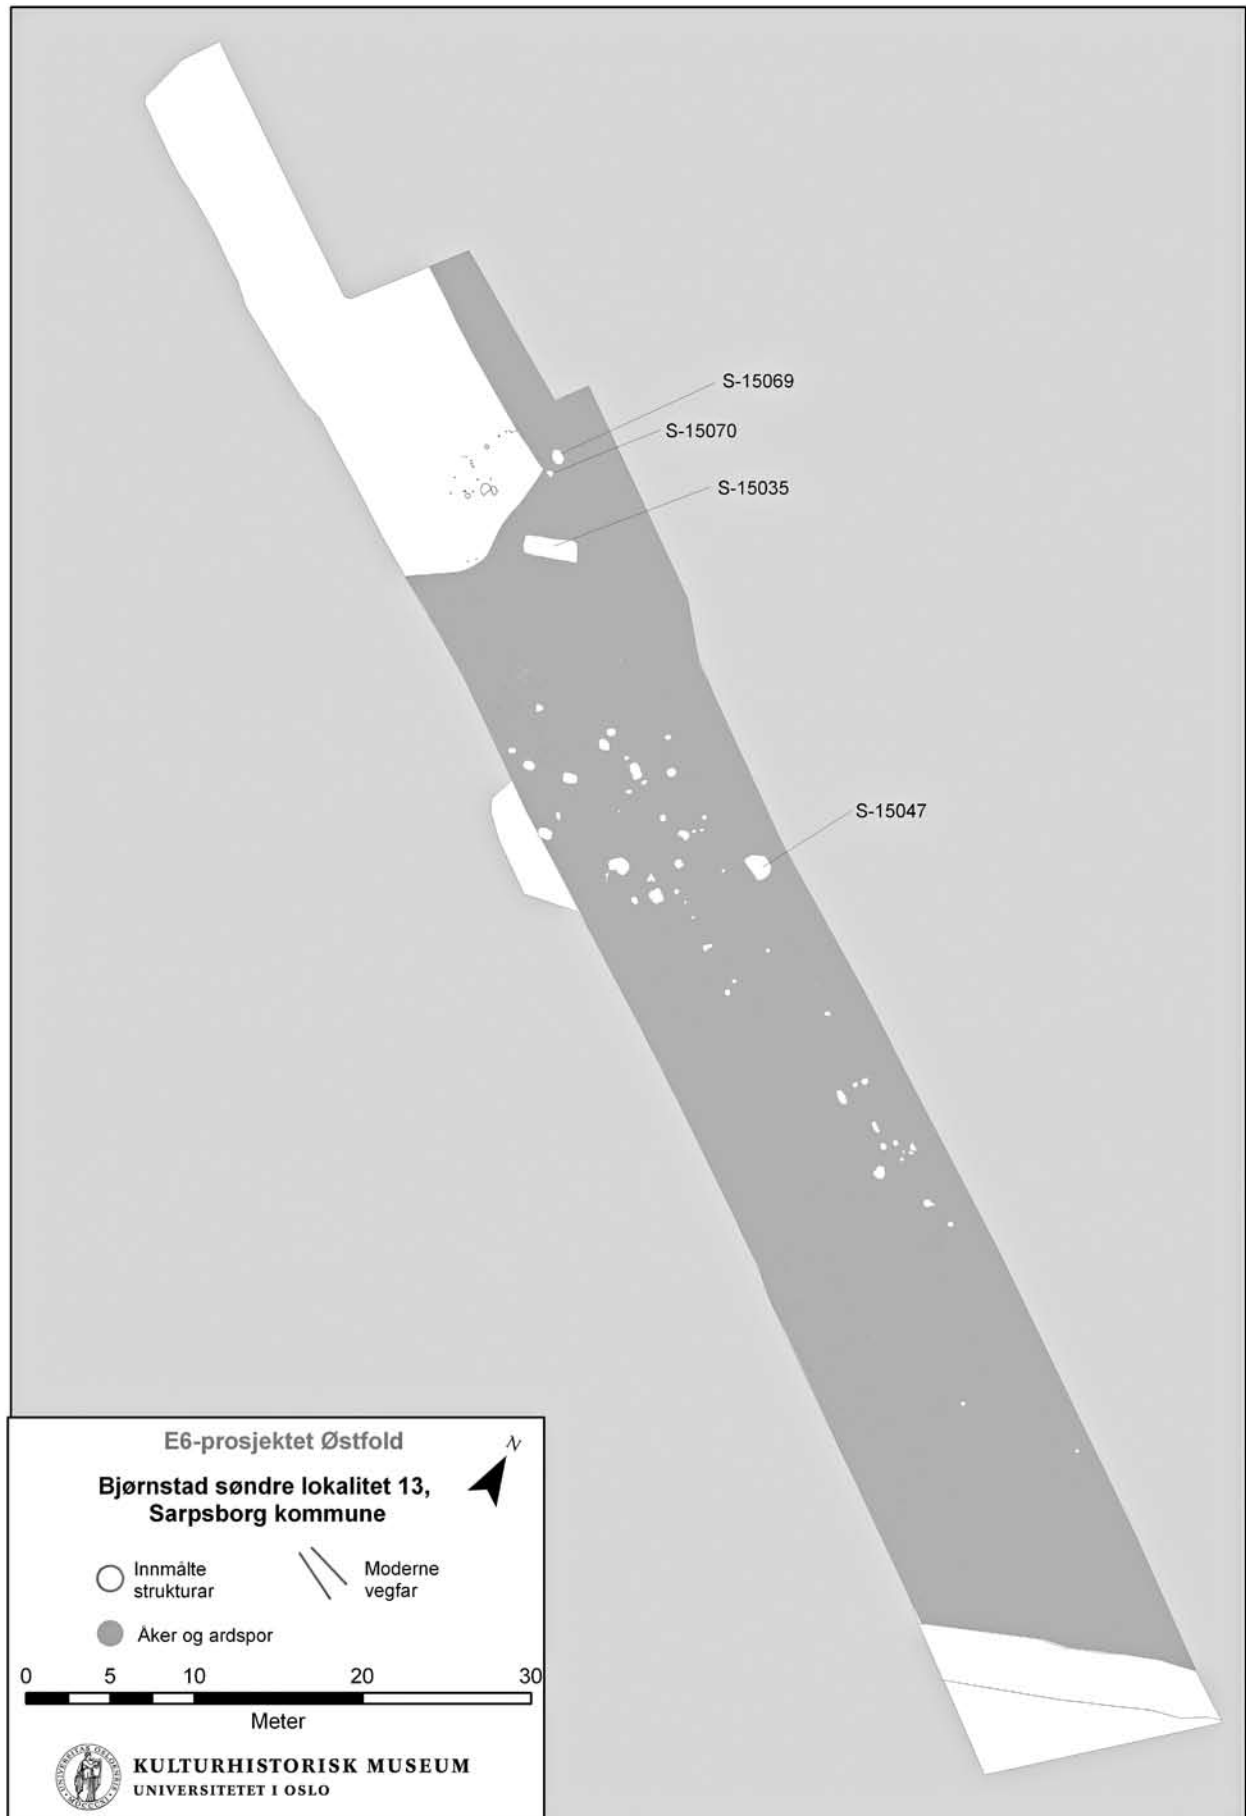 S-15069
S-15070
S-15035
S-15047
E6-prosjektet Østfold
N
Bjørnstad søndre lokalitet 13,
Sarpsborg kommune
Innmålte
strukturar
Moderne
vegfar
Åker og ardspor
0 5 10 20 30
Meter
KULTURHISTORISK MUSEUM
UNIVERSITETET I OSLO